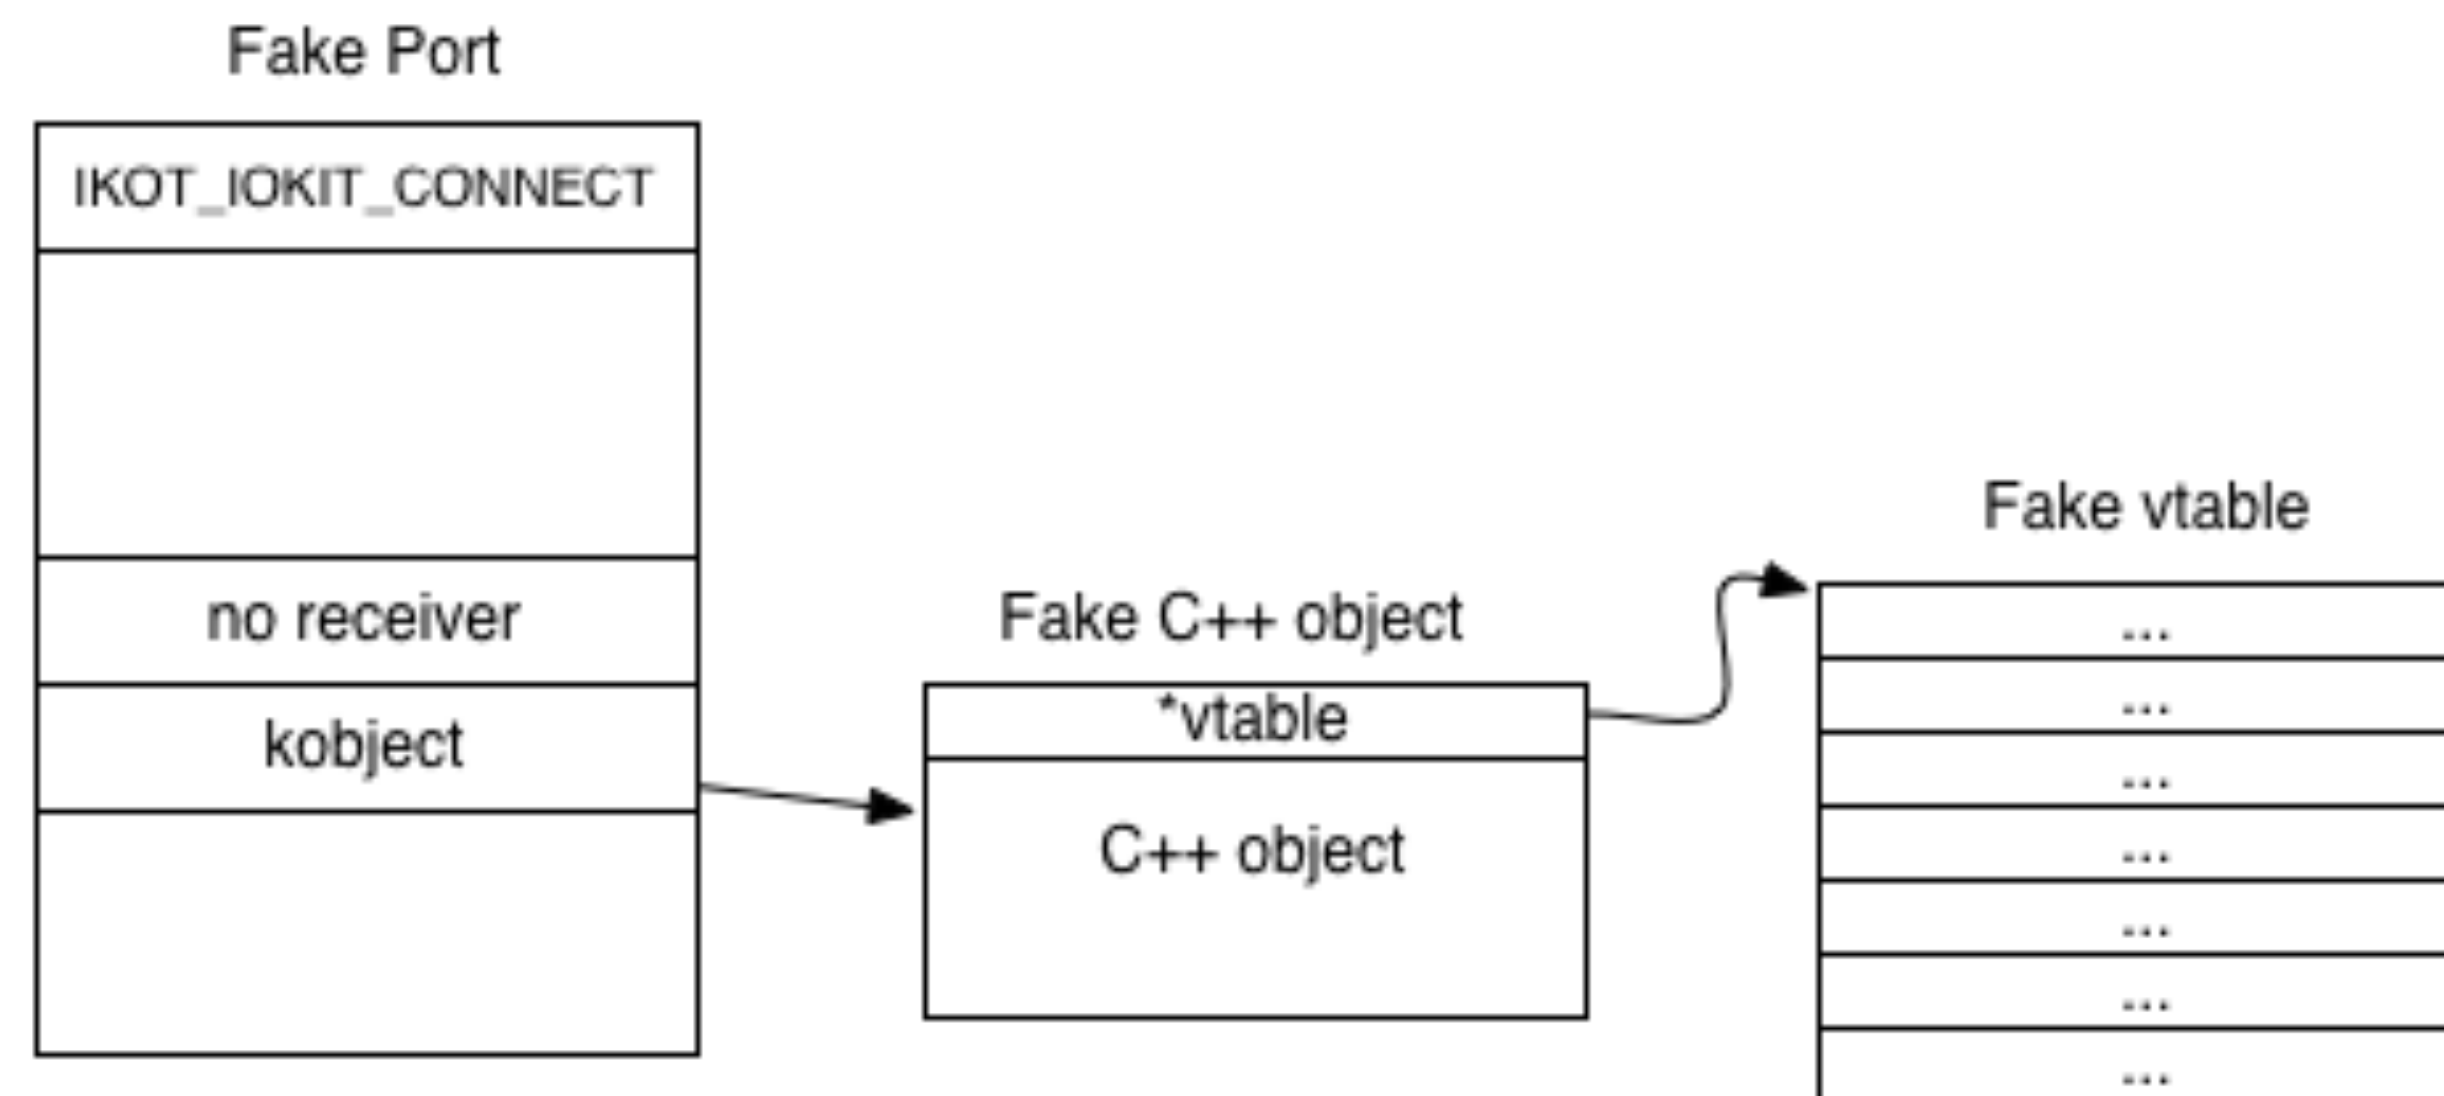 Fake Port
IKOT_IOKIT_CONNECT
no receiver
kobject
Fake C++ object
*vtable
C++ object
Fake vtable
...
...
...
...
...
...
...